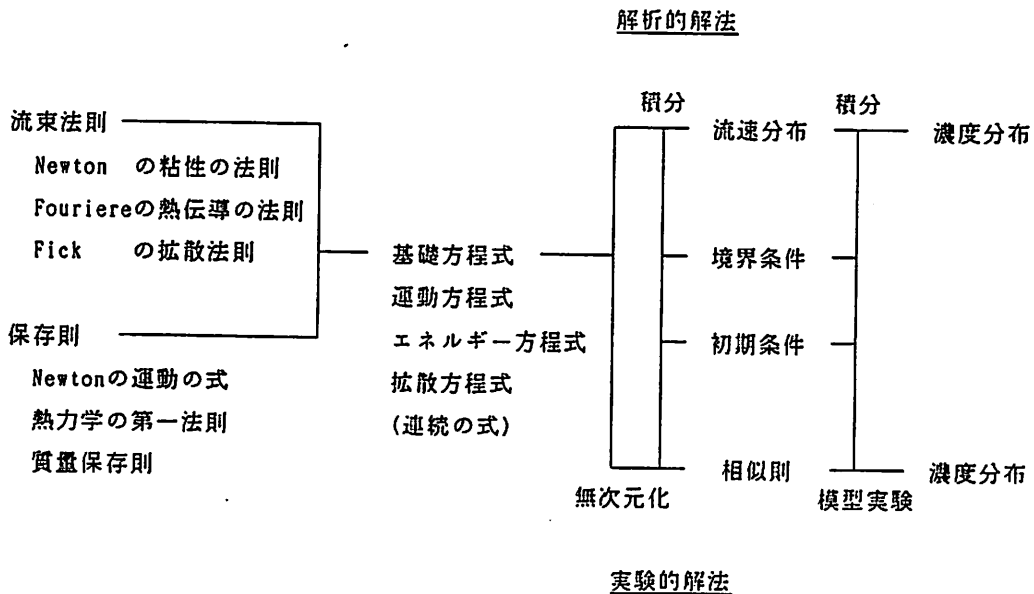 解析的解法
積分
積分
流束法則
流速分布
濃度分布
Newton の粘性の法則
Fouriereの熱伝導の法則
Fick の拡散法則
基礎方程式
境界条件
運動方程式
保存則
エネルギー方程式
初期条件
Newtonの運動の式
拡散方程式
熱力学の第一法則
(連続の式)
質量保存則
相似則
濃度分布
無次元化
模型実験
実験的解法